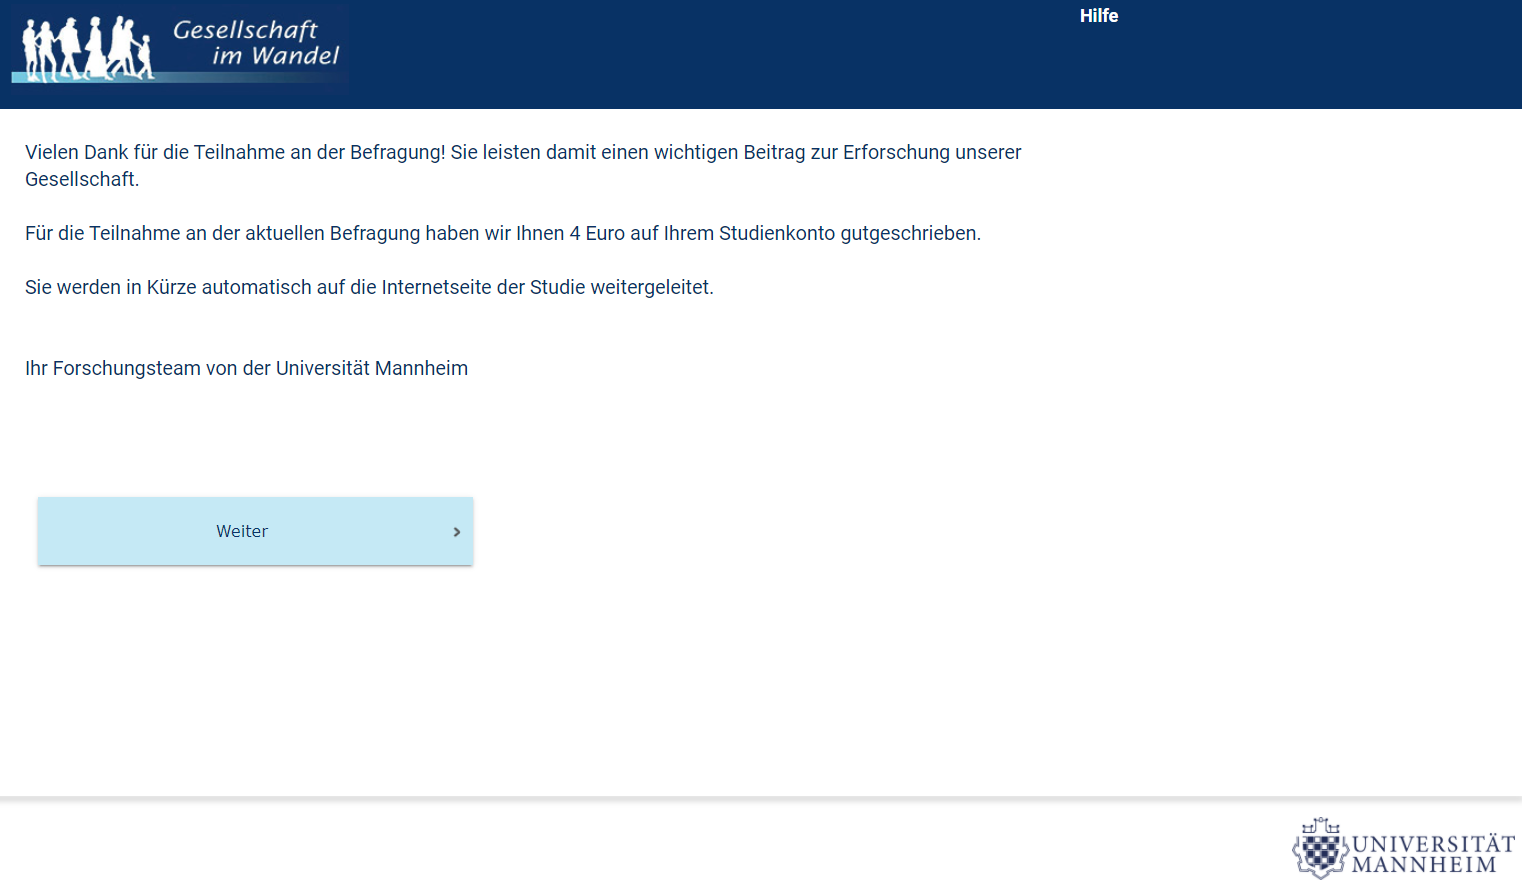 Gesellschaft
im Wandel
Hilfe
Vielen Dank für die Teilnahme an der Befragung! Sie leisten damit einen wichtigen Beitrag zur Erforschung unserer
Gesellschaft.
Für die Teilnahme an der aktuellen Befragung haben wir Ihnen 4 Euro auf Ihrem Studienkonto gutgeschrieben.
Sie werden in Kürze automatisch auf die Internetseite der Studie weitergeleitet.
Ihr Forschungsteam von der Universität Mannheim
Weiter
UNIVERSITÄT
MANNHEIM